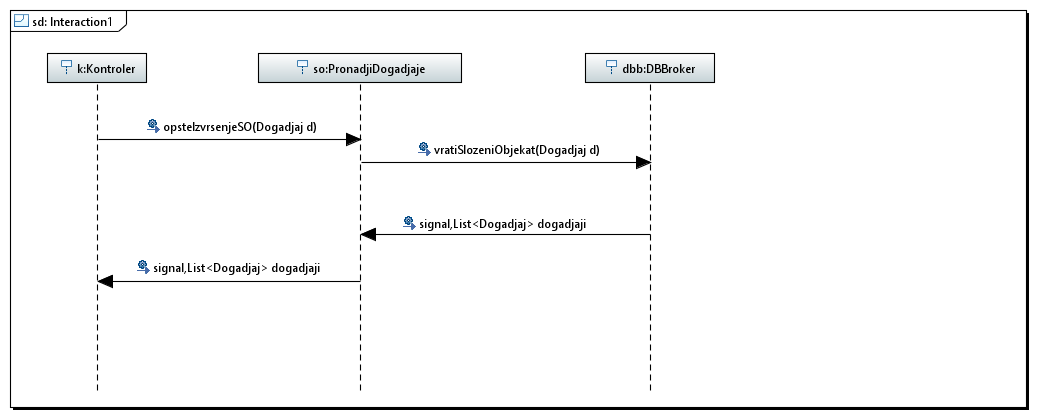 sd: Interaction1
k:Kontroler
so:PronadjiDogadjaje
dbb:DBBroker
opsteIzvrsenjeSO(Dogadjaj d)
vratiSlozeniObjekat(Dogadjaj d)
signal,List<Dogadjaj> dogadjaji
signal,List<Dogadjaj> dogadjaji